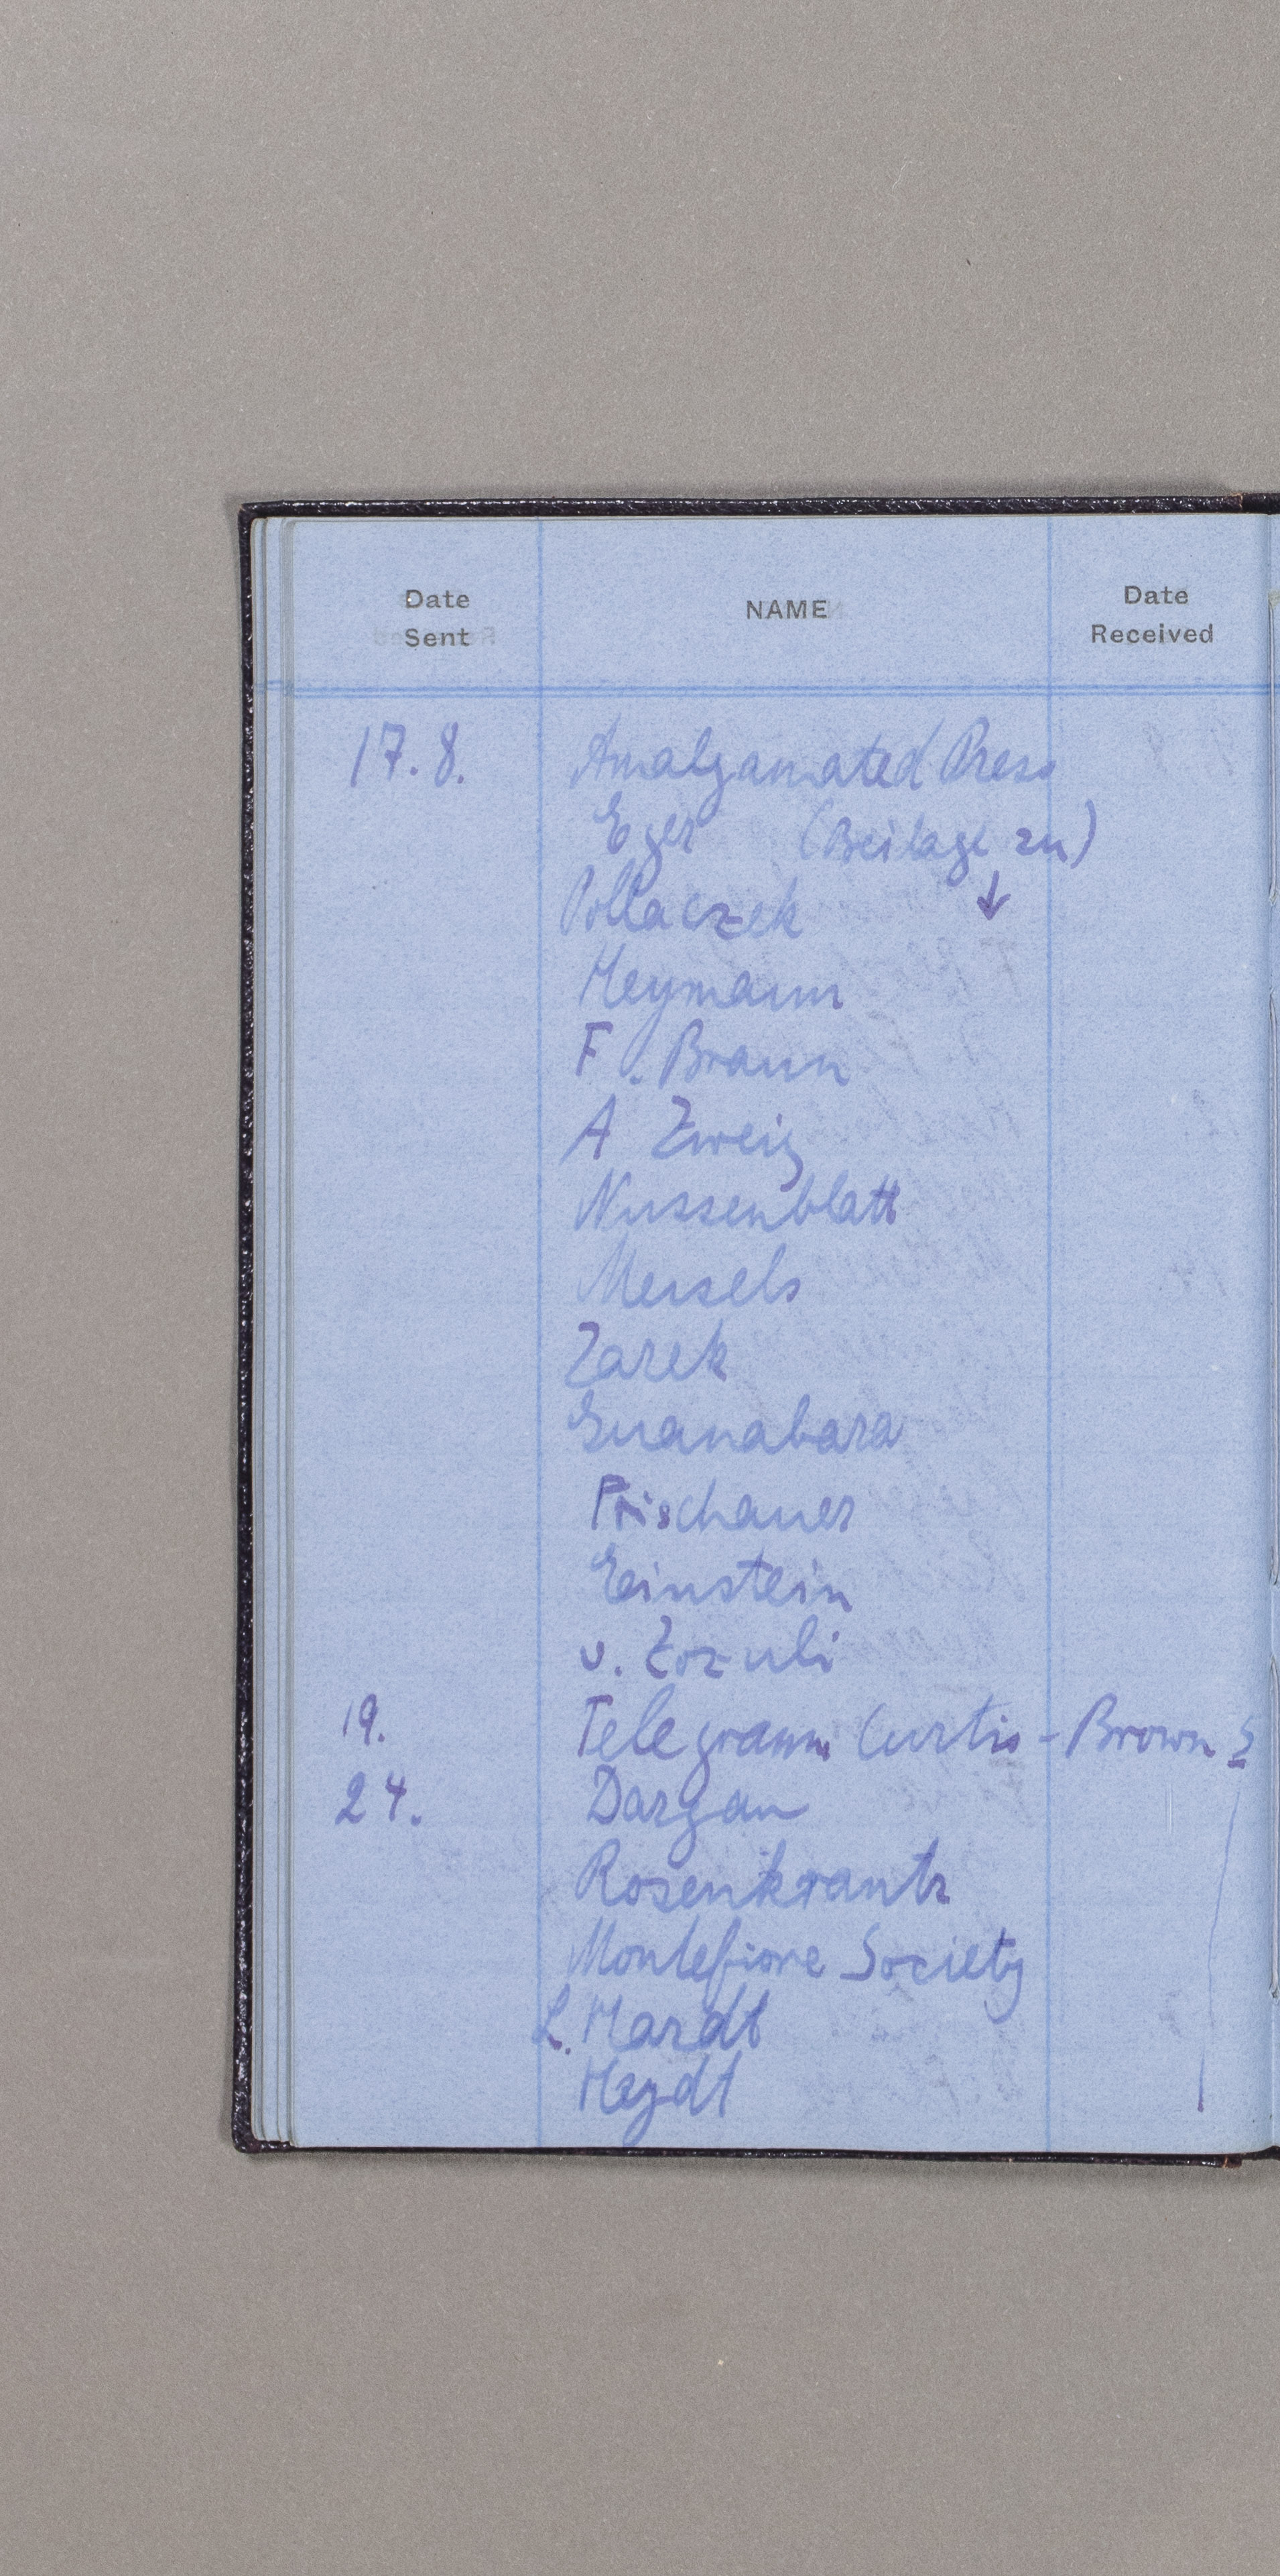 Date Sent NAME Date Received
17.8. Amalgamated Press
Eger (Beilage zu)
↓
Pollaczek
Heymann
F. Braun
A Zweig
Nussenblatt
Meisels
Zarek
Guanabara
Frischauer
Einstein
v. Zozuli
19. Telegramm Curtis-Brown
24. Dargan
Rosenkrantz
Montefiore Society
L. Hardt
Heydt